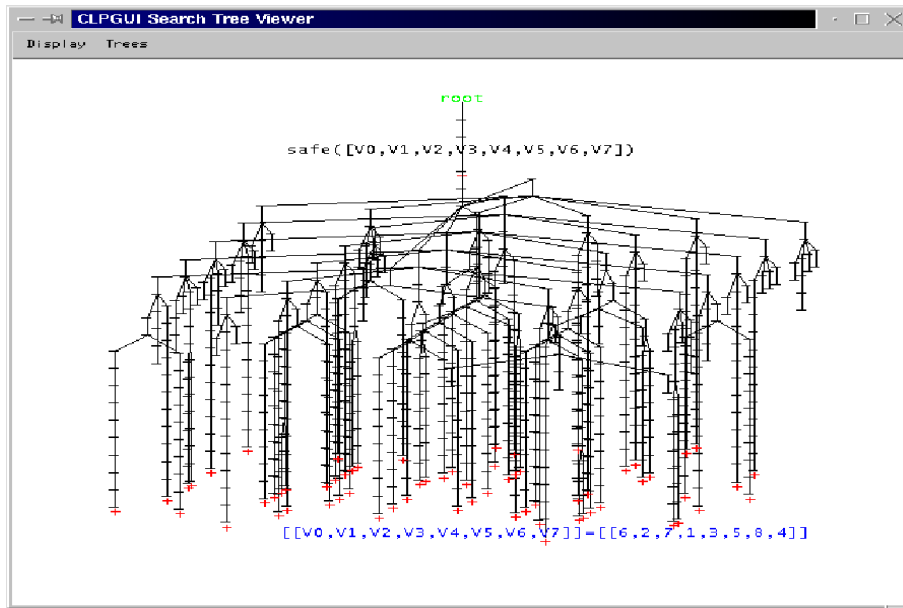 CLPGUI Search Tree Viewer
Display Trees
root
safe([V0,V1,V2,V3,V4,V5,V6,V7])
[[V0,V1,V2,V3,V4,V5,V6,V7]]=[[6,2,7,1,3,5,8,4]]